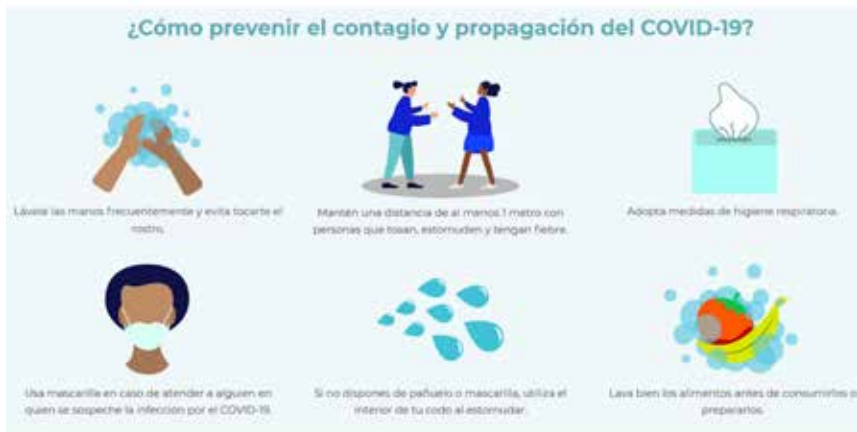 ¿Cómo prevenir el contagio y propagación del COVID-19?
Lávate las manos frecuentemente y evita tocarte el
rostro.
Mantén una distancia de al menos 1 metro con
personas que tosan, estornuden y tengan fiebre.
Adopta medidas de higiene respiratoria.
Usa mascarilla en caso de atender a alguien en
quien se sospeche la infección por el COVID-19.
Si no dispones de pañuelo o mascarilla, utiliza el
interior de tu codo al estornudar.
Lava bien los alimentos antes de consumirlos o
prepararlos.